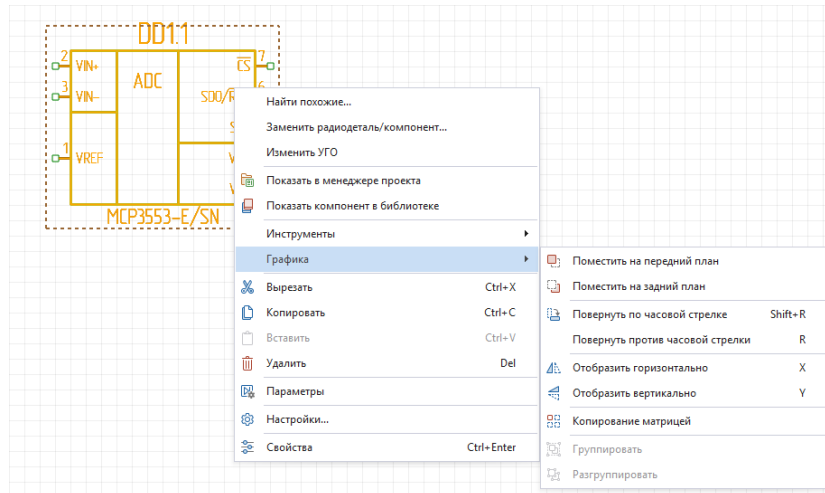 DD1.1
2 VIN+ CS 7
ADC
3 VIN- SDO/R 6
1 VREF
MCP3553-E/SN
Найти похожие...
Заменить радиодеталь/компонент...
Изменить УГО
Показать в менеджере проекта
Показать компонент в библиотеке
Инструменты
Графика
Вырезать Ctrl+X
Копировать Ctrl+C
Вставить Ctrl+V
Удалить Del
Параметры
Настройки...
Свойства Ctrl+Enter
Поместить на передний план
Поместить на задний план
Повернуть по часовой стрелке Shift+R
Повернуть против часовой стрелки R
Отобразить горизонтально X
Отобразить вертикально Y
Копирование матрицей
Группировать
Разгруппировать